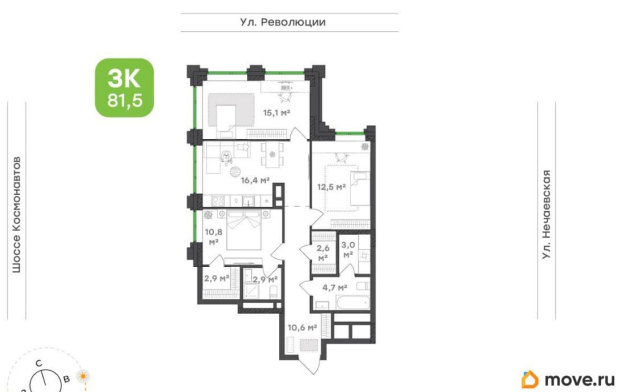 Ул. Революции
3К
81,5
15,1 м²
16,4 м²
12,5 м²
10,8
м²
2,6
м²
3,0
м²
2,9 м²
2,9 м²
4,7 м²
10,6 м²
Шоссе Космонавтов
Ул. Нечаевская
С
В
move.ru